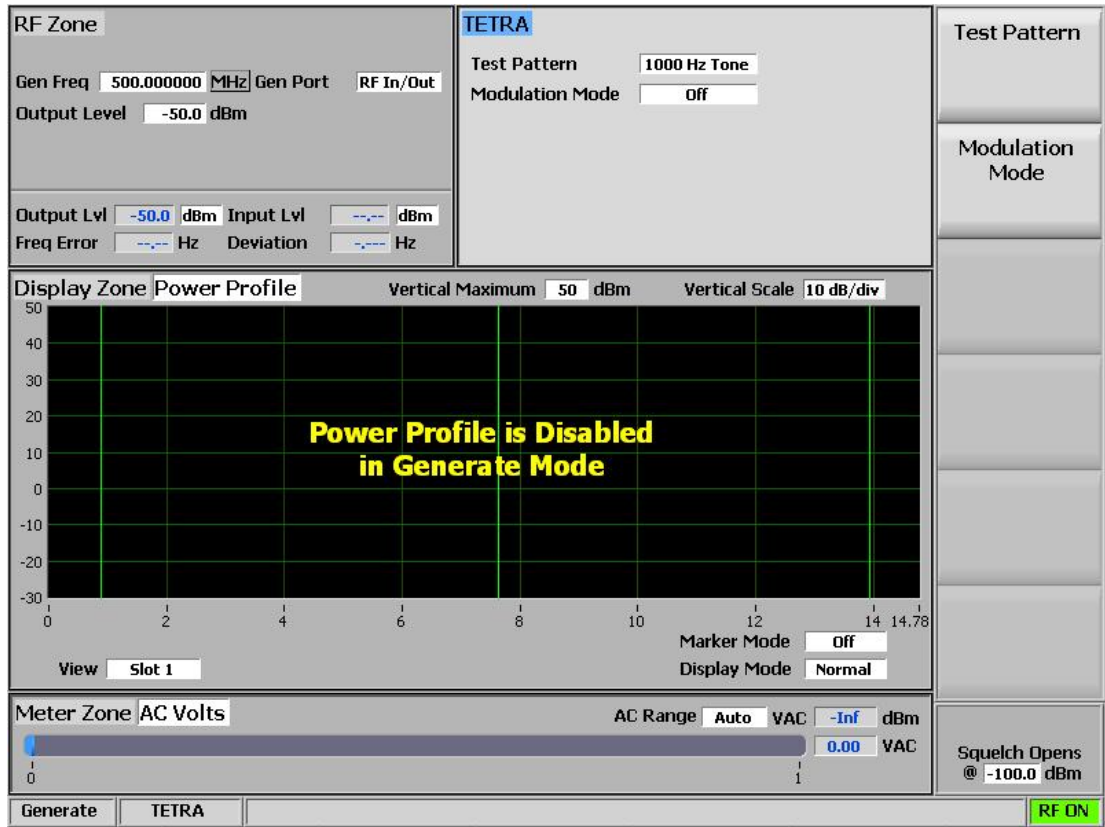 RF Zone
Gen Freq 500.000000 MHz Gen Port RF In/Out
Output Level -50.0 dBm
Output Lvl -50.0 dBm Input Lvl --.-- dBm
Freq Error --.-- Hz Deviation -.--- Hz
TETRA
Test Pattern 1000 Hz Tone
Modulation Mode Off
Test Pattern
Modulation
Mode
Display Zone Power Profile Vertical Maximum 50 dBm Vertical Scale 10 dB/div
50
40
30
20
10
0
-10
-20
-30
Power Profile is Disabled
in Generate Mode
0 2 4 6 8 10 12 14 14.78
Marker Mode Off
View Slot 1 Display Mode Normal
Meter Zone AC Volts AC Range Auto VAC -Inf dBm
0.00 VAC
0 1
Squelch Opens
@ -100.0 dBm
Generate TETRA RF ON